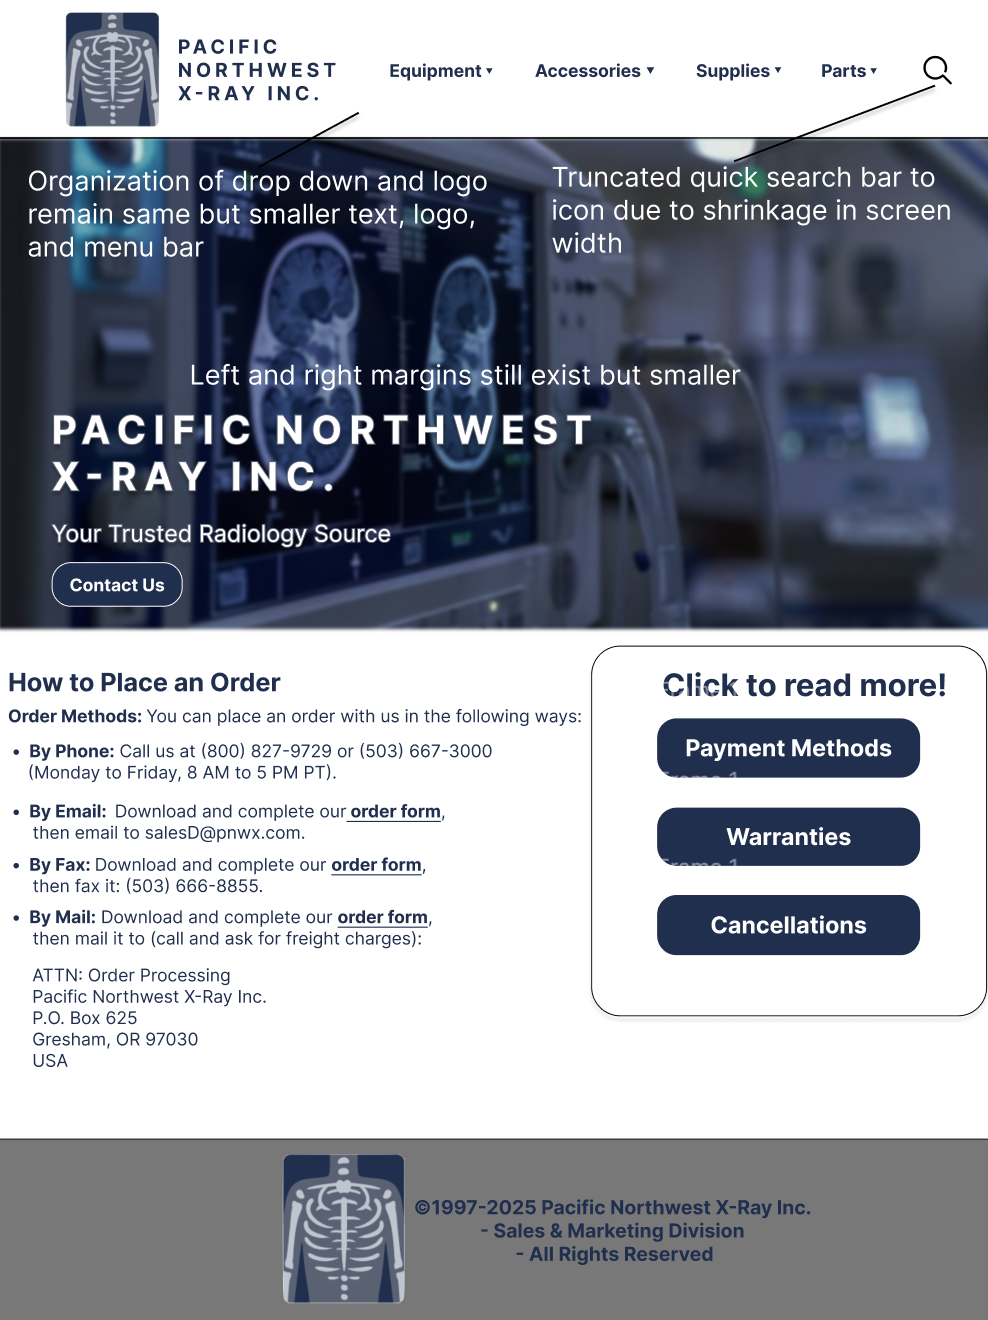 PACIFIC
NORTHWEST
X-RAY INC.
Equipment ▾
Accessories ▾
Supplies ▾
Parts ▾
Organization of drop down and logo
remain same but smaller text, logo,
and menu bar
Truncated quick search bar to
icon due to shrinkage in screen
width
Left and right margins still exist but smaller
PACIFIC NORTHWEST
X-RAY INC.
Your Trusted Radiology Source
Contact Us
How to Place an Order
Order Methods: You can place an order with us in the following ways:
• By Phone: Call us at (800) 827-9729 or (503) 667-3000
(Monday to Friday, 8 AM to 5 PM PT).
• By Email: Download and complete our order form,
then email to salesD@pnwx.com.
• By Fax: Download and complete our order form,
then fax it: (503) 666-8855.
• By Mail: Download and complete our order form,
then mail it to (call and ask for freight charges):
ATTN: Order Processing
Pacific Northwest X-Ray Inc.
P.O. Box 625
Gresham, OR 97030
USA
Click to read more!
Payment Methods
Frame 1
Warranties
Frame 1
Cancellations
©1997-2025 Pacific Northwest X-Ray Inc.
- Sales & Marketing Division
- All Rights Reserved